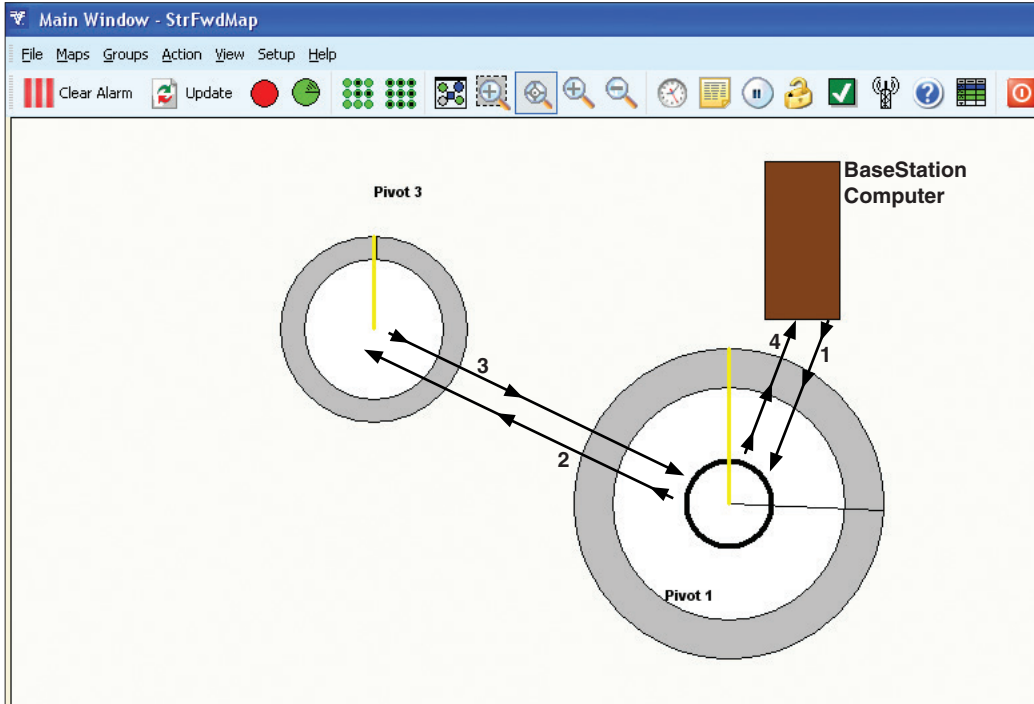 Main Window - StrFwdMap
File Maps Groups Action View Setup Help
Clear Alarm Update
BaseStation
Computer
Pivot 3
4 1
3
2
Pivot 1